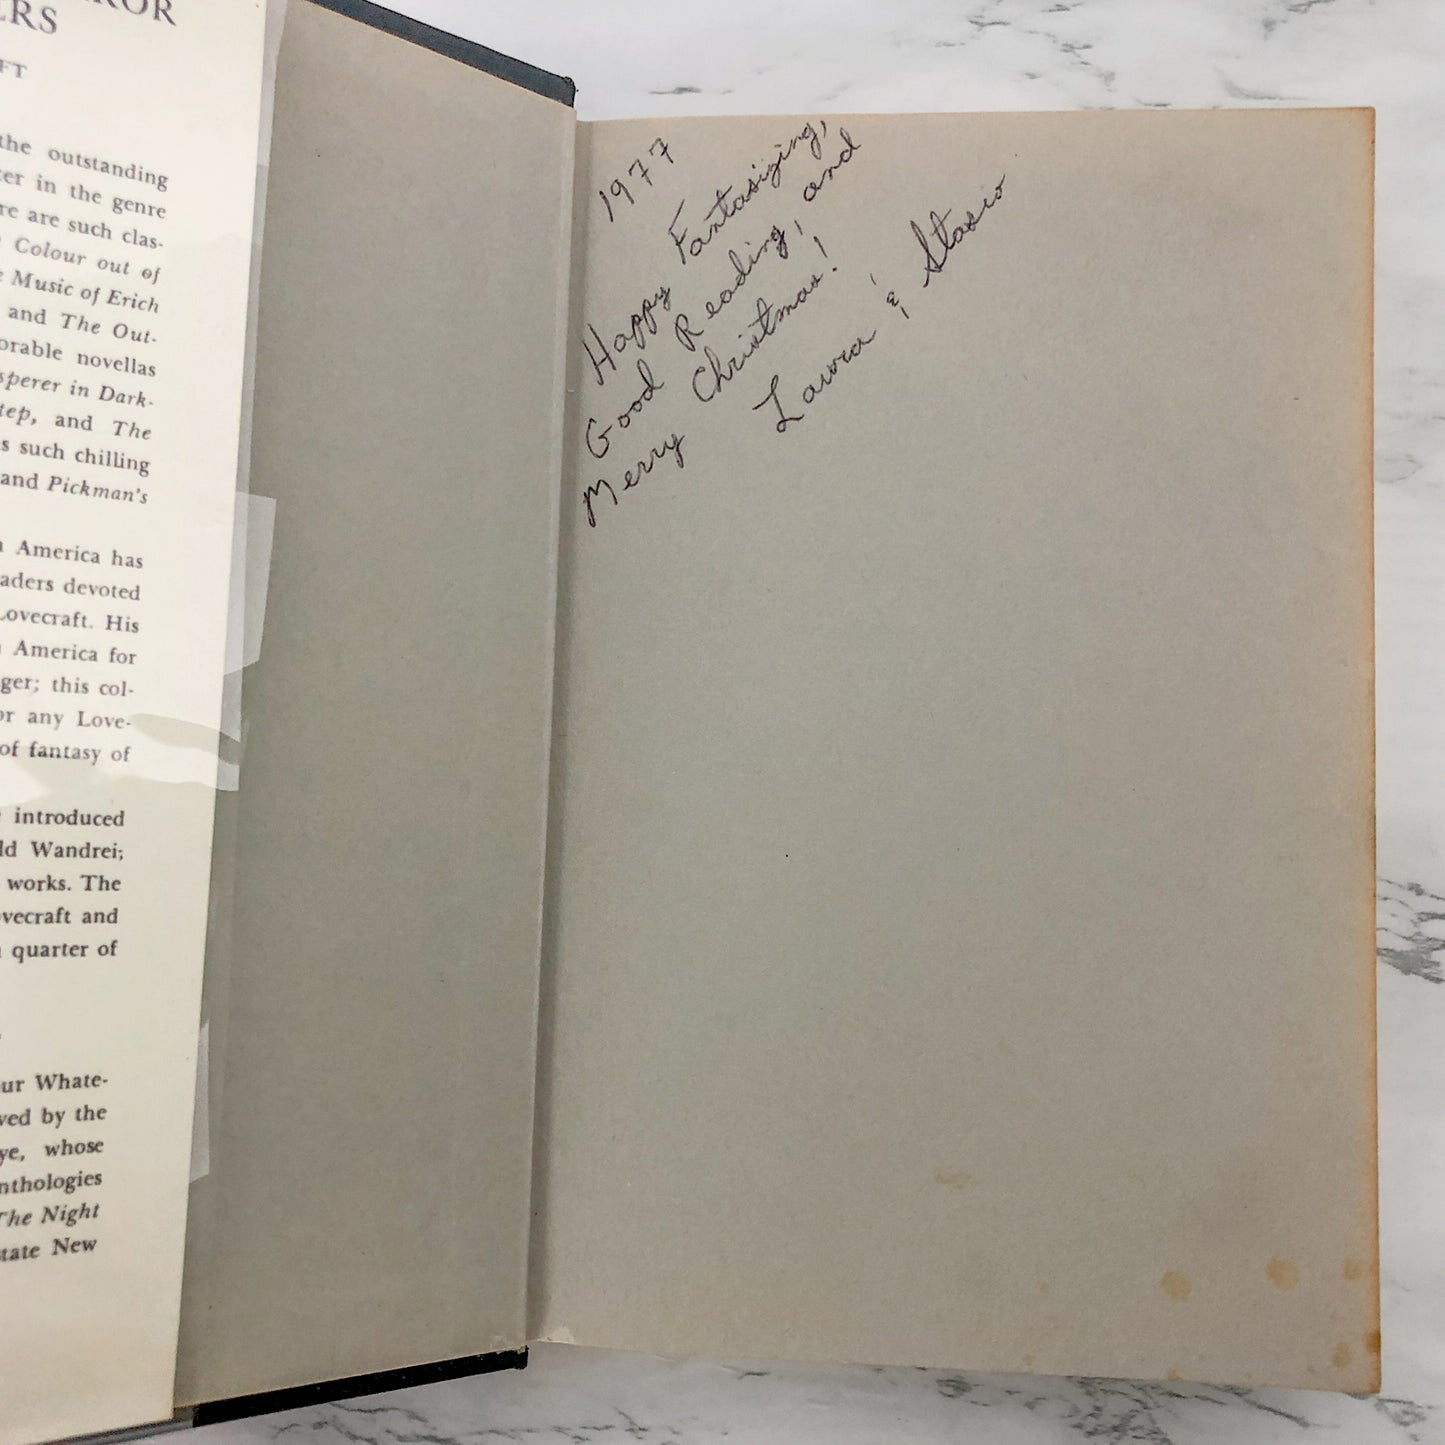 ROR
ERS
FT
the outstanding
ter in the genre
re are such clas-
Colour out of
Music of Erich
and The Out-
orable novellas
sperer in Dark-
tep, and The
s such chilling
and Pickman's
America has
aders devoted
Lovecraft. His
America for
ger; this col-
or any Love-
of fantasy of
introduced
ld Wandrei;
works. The
ovecraft and
quarter of
ur Whate-
ved by the
ye, whose
nthologies
The Night
tate New
1977
Happy Fantasizing,
Good Reading, and
Merry Christmas!
Laura & Stasio